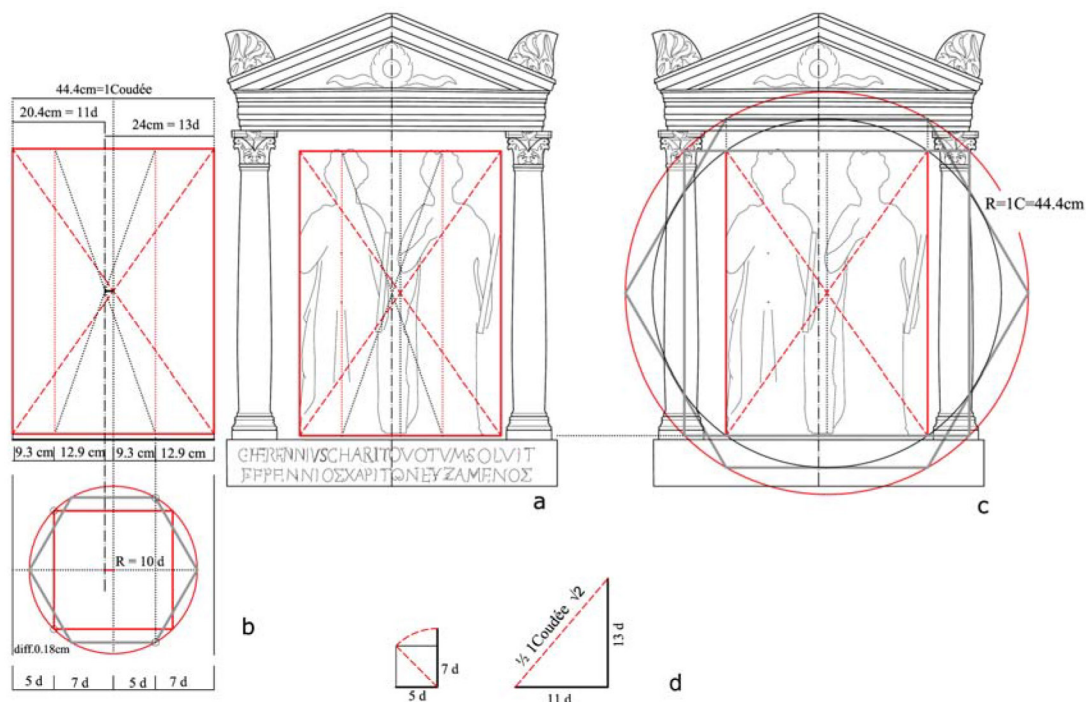 44.4cm=1Coudée
20.4cm = 11d
24cm = 13d
9.3 cm 12.9 cm 9.3 cm 12.9 cm
R = 10 d
diff.0.18cm
5 d 7 d 5 d 7 d
b
CHERENNIVSCHARITOVOTVMSOLVIT
ΕΡΡΕΝΝΙΟΣΧΑΡΙΤωΝΕΥΖΑΜΕΝΟΣ
a
R=1C=44.4cm
c
7 d
5 d
½ 1Coudée √2
13 d
11 d
d